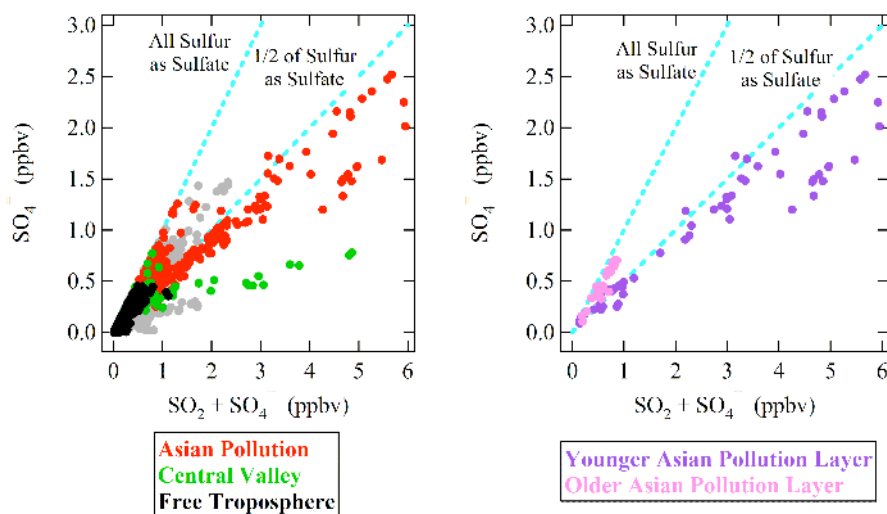 3.0
2.5
2.0
1.5
1.0
0.5
0.0
SO4= (ppbv)
All Sulfur
as Sulfate
1/2 of Sulfur
as Sulfate
0 1 2 3 4 5 6
SO2 + SO4= (ppbv)
Asian Pollution
Central Valley
Free Troposphere
3.0
2.5
2.0
1.5
1.0
0.5
0.0
SO4= (ppbv)
All Sulfur
as Sulfate
1/2 of Sulfur
as Sulfate
0 1 2 3 4 5 6
SO2 + SO4= (ppbv)
Younger Asian Pollution Layer
Older Asian Pollution Layer